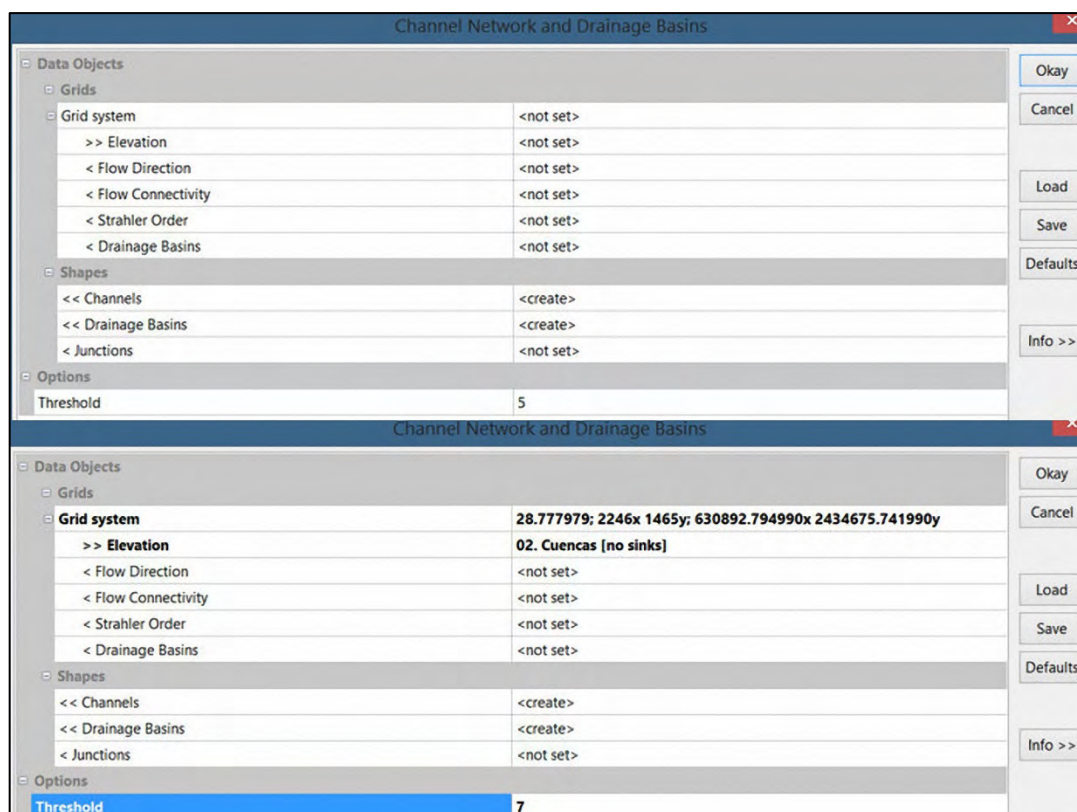 Channel Network and Drainage Basins
Data Objects
Grids
Grid system <not set>
>> Elevation <not set>
< Flow Direction <not set>
< Flow Connectivity <not set>
< Strahler Order <not set>
< Drainage Basins <not set>
Shapes
<< Channels <create>
<< Drainage Basins <create>
< Junctions <not set>
Options
Threshold 5
Okay
Cancel
Load
Save
Defaults
Info >>
Channel Network and Drainage Basins
Data Objects
Grids
Grid system 28.777979; 2246x 1465y; 630892.794990x 2434675.741990y
>> Elevation 02. Cuencas [no sinks]
< Flow Direction <not set>
< Flow Connectivity <not set>
< Strahler Order <not set>
< Drainage Basins <not set>
Shapes
<< Channels <create>
<< Drainage Basins <create>
< Junctions <not set>
Options
Threshold 7
Okay
Cancel
Load
Save
Defaults
Info >>